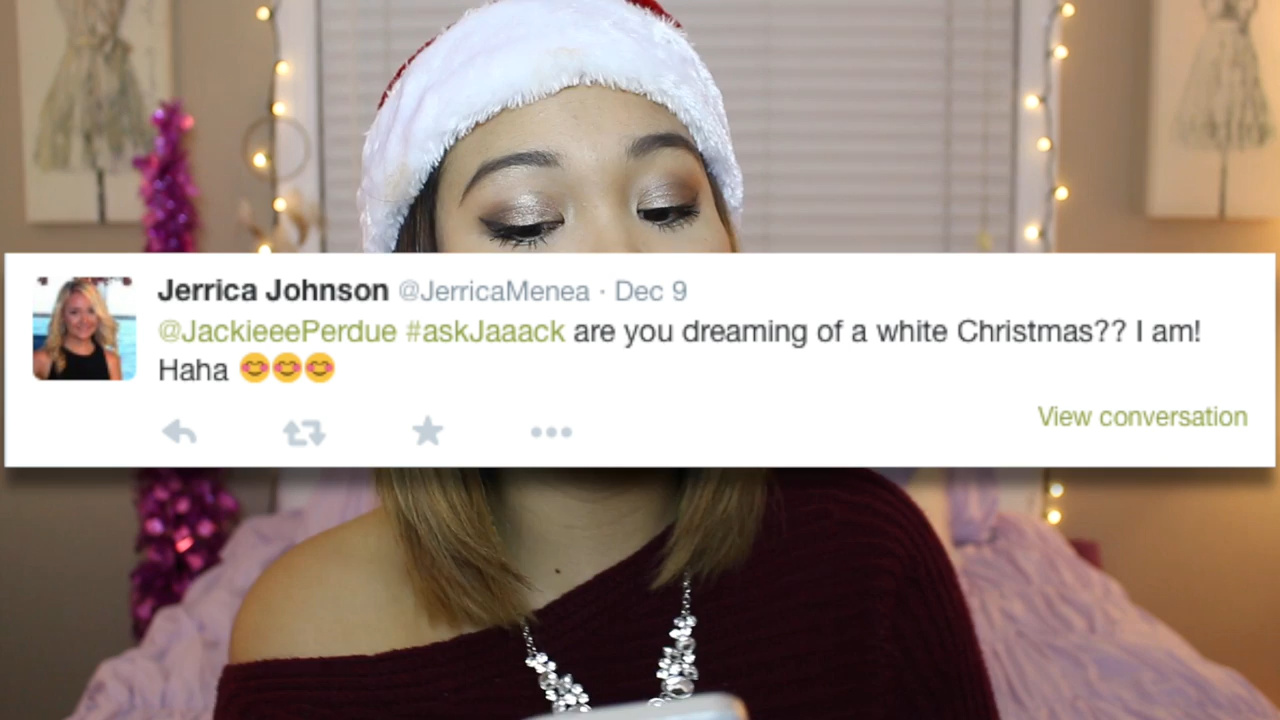 Jerrica Johnson @JerricaMenea · Dec 9
@JackieeePerdue #askJaaack are you dreaming of a white Christmas?? I am!
Haha 😊😊😊
View conversation